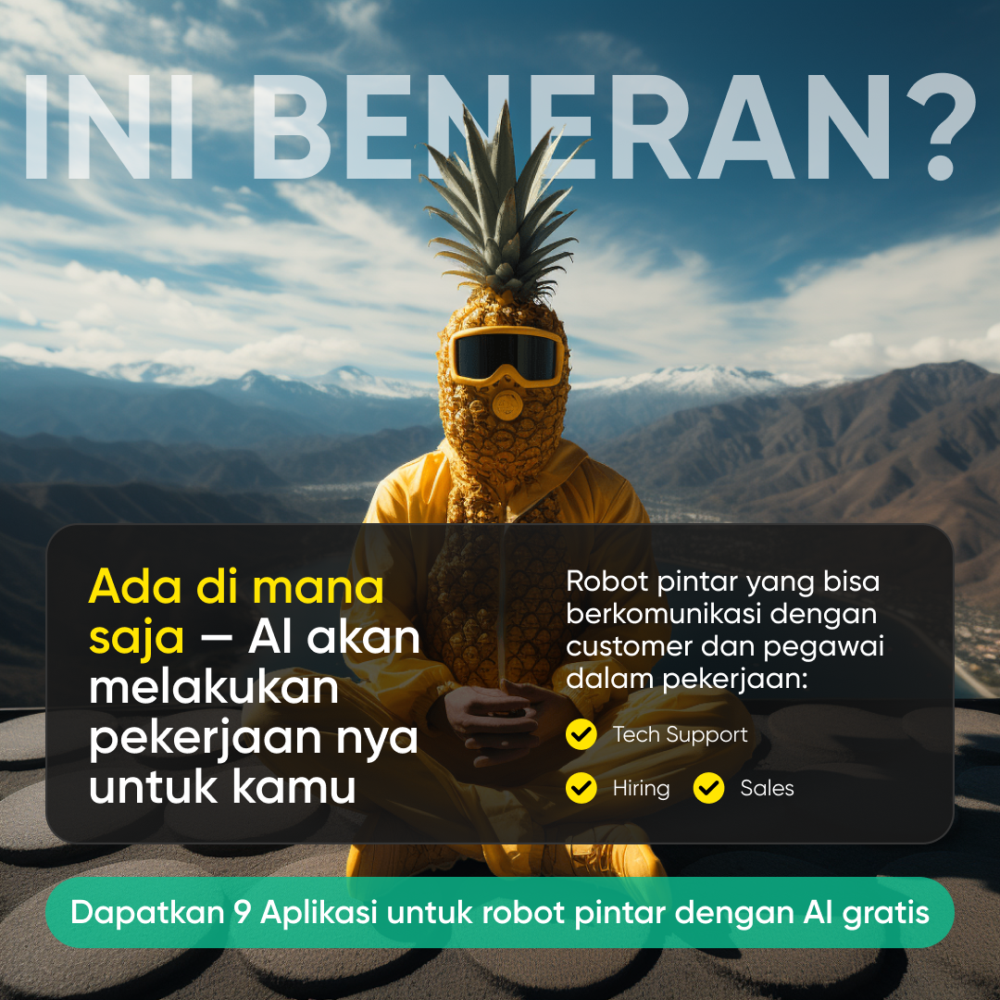 INI BENERAN?
Ada di mana
saja — AI akan
melakukan
pekerjaan nya
untuk kamu
Robot pintar yang bisa
berkomunikasi dengan
customer dan pegawai
dalam pekerjaan:
Tech Support
Hiring Sales
Dapatkan 9 Aplikasi untuk robot pintar dengan AI gratis